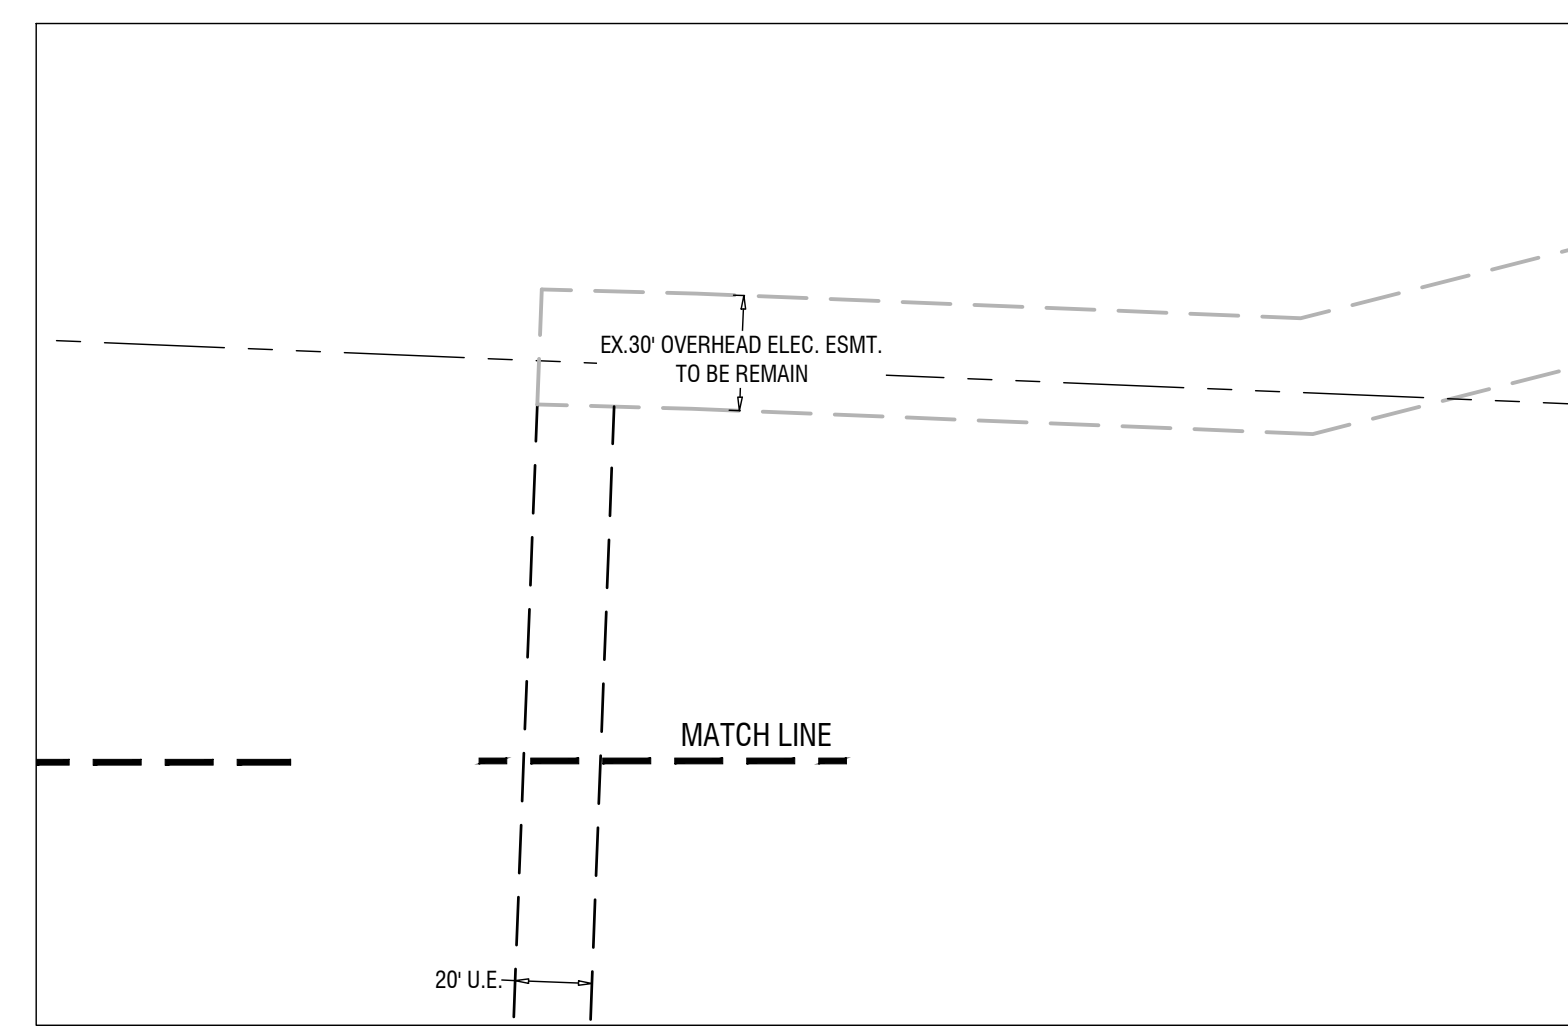 EX.30' OVERHEAD ELEC. ESMT.
TO BE REMAIN
MATCH LINE
20' U.E.